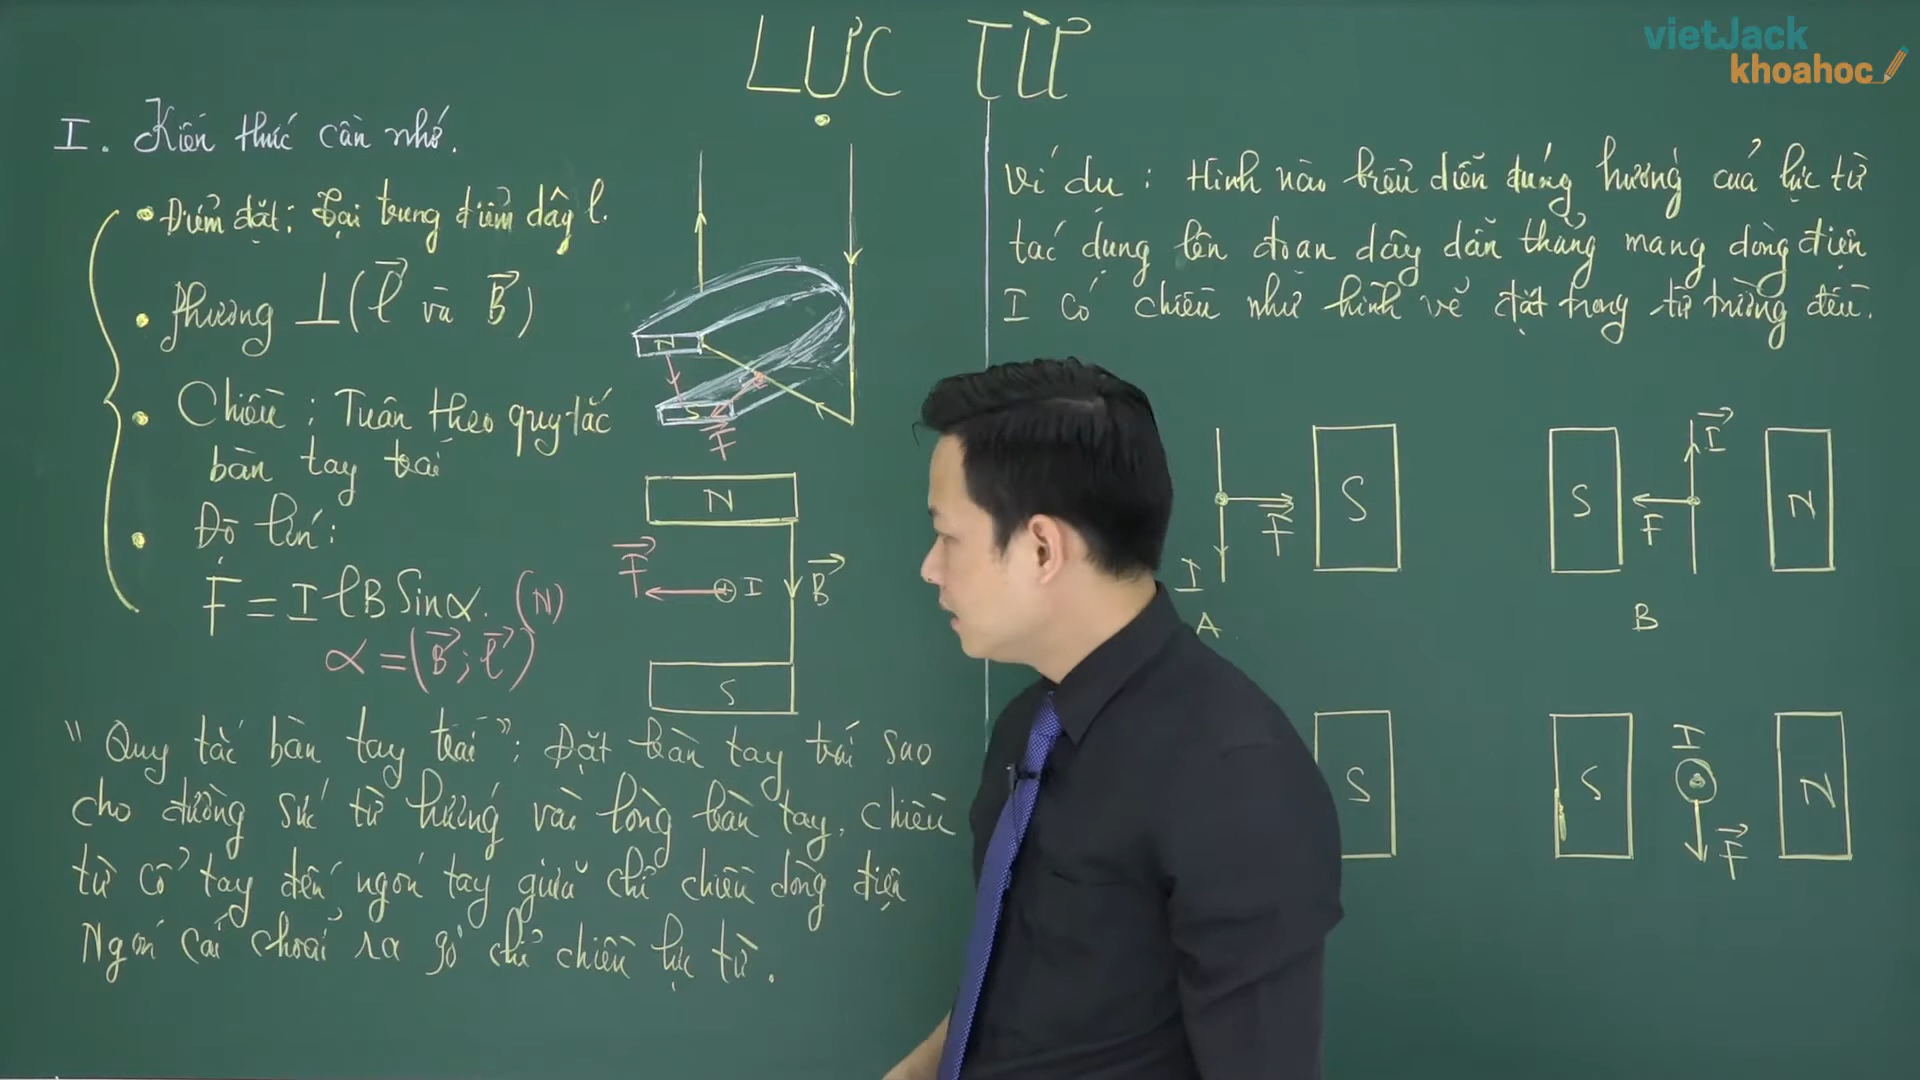 LỰC TỪ
vietJack
khoahoc
I. Kiến thức cần nhớ.
• Điểm đặt: tại trung điểm dây l.
• phương ⊥ (l⃗ và B⃗)
• Chiều: Tuân theo quy tắc
bàn tay trái
• Độ lớn:
F = I l B Sin α. (N)
α = (B⃗; l⃗)
" Quy tắc bàn tay trái": Đặt bàn tay trái sao
cho đường sức từ hướng vào lòng bàn tay, chiều
từ cổ tay đến ngón tay giữa chỉ chiều dòng điện
Ngón cái choãi ra 90° chỉ chiều lực từ.
N
S
F⃗
N
F⃗
I
B⃗
S
Ví dụ: Hình nào biểu diễn đúng hướng của lực từ
tác dụng lên đoạn dây dẫn thẳng mang dòng điện
I có chiều như hình vẽ đặt trong từ trường đều.
F⃗
S
I
A
S
F
I⃗
N
B
S
S
I
F⃗
N